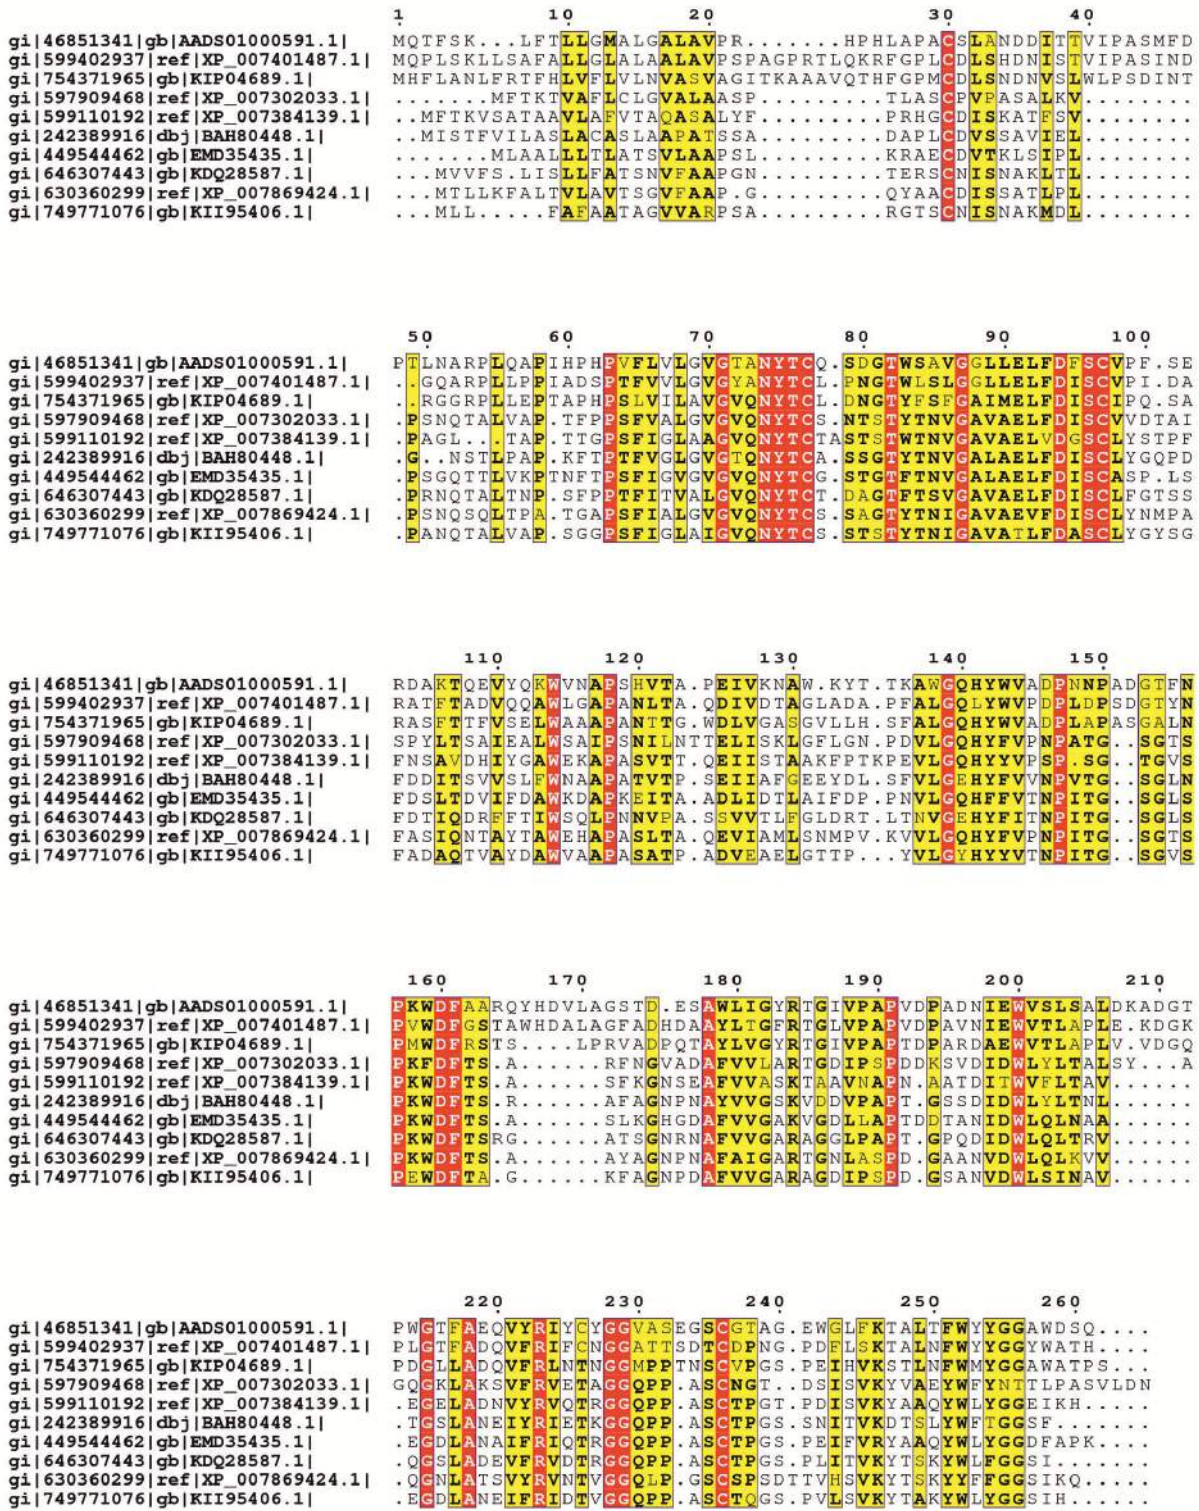 1 10 20 30 40
gi|46851341|gb|AADS01000591.1| MQTFSK...LFTLLGMALGALAVPR.......HPHLAPACSLANDDITTVIPASMFD
gi|599402937|ref|XP_007401487.1| MQPLSKLLSAFALLGLALAALAVPSPAGPRTLQKRFGPLCDLSHDNISTVIPASIND
gi|754371965|gb|KIP04689.1| MHFLANLFRTFHLVFLVLNVASVAGITKAAAVQTHFGPMCDLSDNDNVSLWLPSDINT
gi|597909468|ref|XP_007302033.1| .......MFTKTVAFLCLGVALAASP........TLASCPVPASALKV........
gi|599110192|ref|XP_007384139.1| ..MFTKVSATAAVLAFVTAQASALYF........PRHGCDISKATFSV........
gi|242389916|dbj|BAH80448.1| ..MISTFVILASLACASLAAPATSSA........DAPLCDVSSAVIEL........
gi|449544462|gb|EMD35435.1| .......MLAALLLTLATSVLAAPSL........KRAECDVTKLSIPL........
gi|646307443|gb|KDQ28587.1| ...MVVFS.LISLLFATSNVFAAPGN........TERSCNISNAKLTL........
gi|630360299|ref|XP_007869424.1| ...MTLLKFALTVLAVTSGVFAAP.G........QYAACDISSATLPL........
gi|749771076|gb|KII95406.1| ...MLL.....FAFAATAGVVARPSA........RGTSCNISNAKMDL........
50 60 70 80 90 100
gi|46851341|gb|AADS01000591.1| PTLNARPLQAPIHPHPVFLVLGVGTANYTCQ.SDGTWSAVGGLLELFDFSCVPF.SE
gi|599402937|ref|XP_007401487.1| .GQARPLLPPIADSPTFVVLGVGYANYTCL.PNGTWLSLGGLLELFDISCVPI.DA
gi|754371965|gb|KIP04689.1| .RGGRPLLEPTAPHPSLVILAVGVQNYTCL.DNGTYFSFGAIMELFDISCIPQ.SA
gi|597909468|ref|XP_007302033.1| .PSNQTALTAP.TFPPSFVALGVGVQNYTCS.NTSTYTNVGAVAELFDISCVVDTAI
gi|599110192|ref|XP_007384139.1| PAGL..TAP.TTGPSFIGLAAGVQNYTCTASTSTWTNVGAVAELVDGSCLYSTPF
gi|242389916|dbj|BAH80448.1| .G..NSTLPAP.KFTPTFVGLGVGTQNYTCA.SSGTYTNVGALAELFDISCLYGQPD
gi|449544462|gb|EMD35435.1| .PSGQTTLVKPTNFTPSFIGVGVGVQNYTCS.STGTFTNVGALAELFDISCASP.LS
gi|646307443|gb|KDQ28587.1| .PRNQTALTNP.SFPPTFITVALGVQNYTCT.DAGTFTSVGAVAELFDISCLFGTSS
gi|630360299|ref|XP_007869424.1| .PSNQSQLTPA.TGAPSFIALGVGVQNYTCS.SAGTYTNIGAVAEVFDISCLYNMPA
gi|749771076|gb|KII95406.1| .PANQTALVAP.SGGPSFIGLAIGVQNYTCS.STSTYTNIGAVATLFDASCLYGYSG
110 120 130 140 150
gi|46851341|gb|AADS01000591.1| RDAKTQEVYQKWVNAPSHVTA.PEIVKNAW.KYT.TKAWGQHYWVADPNNPADGTFN
gi|599402937|ref|XP_007401487.1| RATFTADVQQAWLGAPANLTA.QDIVDTAGLADA.PFALGQLYWVPDPLDPSDGTYN
gi|754371965|gb|KIP04689.1| RASFTTFVSELWAAAPANTTG.WDLVGASGVLLH.SFALGQHYWVADPLAPASGALN
gi|597909468|ref|XP_007302033.1| SPYLTSAIEALWSAIPSNILNTTELISKLGFLGN.PDVLGQHYFVPNPATG..SGTS
gi|599110192|ref|XP_007384139.1| FNSAVDHIYGAWEKAPASVTT.QEIISTAAKFPTKPEVLGQHYYVPSP.SG..TGVS
gi|242389916|dbj|BAH80448.1| FDDITSVVSLFWNAAPATVTP.SEIIAFGEEYDL.SFVLGEHYFVVNPVTG..SGLN
gi|449544462|gb|EMD35435.1| FDSLTDVIFDAWKDAPKEITA.ADLIDTLAIFDP.PNVLGQHFFVTNPITG..SGLS
gi|646307443|gb|KDQ28587.1| FDTIQDRFFTIWSQLPNNVPA.SSVVTLFGLDRT.LTNVGEHYFITNPITG..SGLS
gi|630360299|ref|XP_007869424.1| FASIQNTAYTAWEHAPASLTA.QEVIAMLSNMPV.KVVLGQHYFVPNPITG..SGTS
gi|749771076|gb|KII95406.1| FADAQTVAYDAWVAAPASATP.ADVEAELGTTP...YVLGYHYYVTNPITG..SGVS
160 170 180 190 200 210
gi|46851341|gb|AADS01000591.1| PKWDFAARQYHDVLAGSTD.ESAWLIGYRTGIVPAPVDPADNIEWVSLSALDKADGT
gi|599402937|ref|XP_007401487.1| PVWDFGSTAWHDALAGFADHDAAYLTGFRTGLVPAPVDPAVNIEWVTLAPLE.KDGK
gi|754371965|gb|KIP04689.1| PMWDFRSTS....LPRVADPQTAYLVGYRTGIVPAPTDPARDAEWVTLAPLV.VDGQ
gi|597909468|ref|XP_007302033.1| PKFDFTS.A......RFNGVADAFVVLARTGDIPSPDDKSVDIDWLYLTALSY...A
gi|599110192|ref|XP_007384139.1| PKWDFTS.A......SFKGNSEAFVVASKTAAVNAPN.AATDITWVFLTAV......
gi|242389916|dbj|BAH80448.1| PKWDFTS.R......AFAGNPNAYVVGSKVDDVPAPT.GSSDIDWLYLTNL......
gi|449544462|gb|EMD35435.1| PKWDFTS.A......SLKGHGDAFVVGAKVGDLLAPTDDTANIDWLQLNAA......
gi|646307443|gb|KDQ28587.1| PKWDFTSRG......ATSGNRNAFVVGARAGGLPAPT.GPQDIDWLQLTRV......
gi|630360299|ref|XP_007869424.1| PKWDFTS.A......AYAGNPNAFAIGARTGNLASPD.GAANVDWLQLKVV......
gi|749771076|gb|KII95406.1| PEWDFTA.G......KFAGNPDAFVVGARAGDIPSPD.GSANVDWLSINAV......
220 230 240 250 260
gi|46851341|gb|AADS01000591.1| PWGTFAEQVYRIYCYGGVASEGSCGTAG.EWGLFKTALTFWYYGGAWDSQ....
gi|599402937|ref|XP_007401487.1| PLGTFADQVFRIFCNGGATTSDTCDPNG.PDFLSKTALNFWYYGGYWATH....
gi|754371965|gb|KIP04689.1| PDGLLADQVFRLNTNGGMPPTNSCVPGS.PEIHVKSTLNFWMYGGAWATPS...
gi|597909468|ref|XP_007302033.1| GQGKLAKSVFRVETAGGQPP.ASCNGT..DSISVKYVAEYWFYNTTLPASVLDN
gi|599110192|ref|XP_007384139.1| .EGELADNVYRVQTRGGQPP.ASCTPGT.PDISVKYAAQYWLYGGEIKH.....
gi|242389916|dbj|BAH80448.1| .TGSLANEIYRIETKGGQPP.ASCTPGS.SNITVKDTSLYWFTGGSF.......
gi|449544462|gb|EMD35435.1| .EGDLANAIFRIQTRGGQPP.ASCTPGS.PEIFVRYAAQYWLYGGDFAPK....
gi|646307443|gb|KDQ28587.1| .QGSLADEVFRVDTRGGQPP.ASCTPGS.PLITVKYTSKYWLFGGSI.......
gi|630360299|ref|XP_007869424.1| .QGNLATSVYRVNTVGGQLP.GSCSPSDTTVHSVKYTSKYYFFGGSIKQ.....
gi|749771076|gb|KII95406.1| .EGDLANEIFRIDTVGGQPP.ASCTQGS.PVLSVKYTAKYWLYGGSIH......